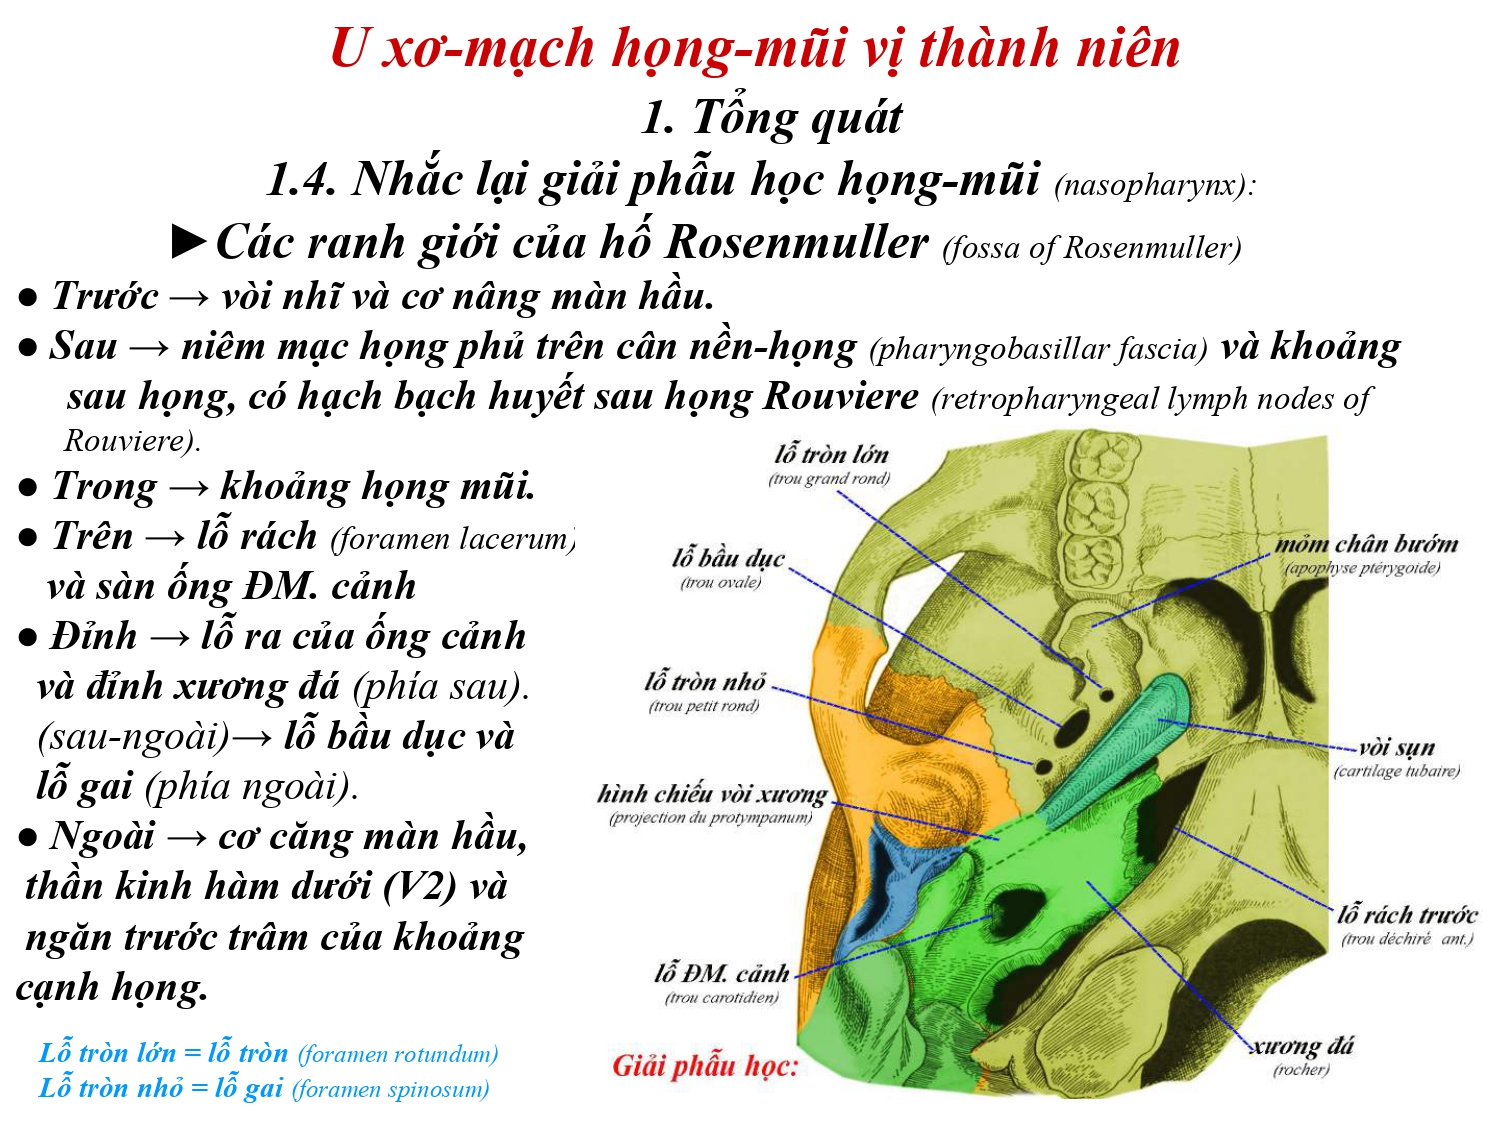 U xơ-mạch họng-mũi vị thành niên
1. Tổng quát
1.4. Nhắc lại giải phẫu học họng-mũi (nasopharynx):
►Các ranh giới của hố Rosenmuller (fossa of Rosenmuller)
● Trước → vòi nhĩ và cơ nâng màn hầu.
● Sau → niêm mạc họng phủ trên cân nền-họng (pharyngobasillar fascia) và khoảng
sau họng, có hạch bạch huyết sau họng Rouviere (retropharyngeal lymph nodes of
Rouviere).
● Trong → khoảng họng mũi.
● Trên → lỗ rách (foramen lacerum)
và sàn ống ĐM. cảnh
● Đỉnh → lỗ ra của ống cảnh
và đỉnh xương đá (phía sau).
(sau-ngoài)→ lỗ bầu dục và
lỗ gai (phía ngoài).
● Ngoài → cơ căng màn hầu,
thần kinh hàm dưới (V2) và
ngăn trước trâm của khoảng
cạnh họng.
Lỗ tròn lớn = lỗ tròn (foramen rotundum)
Lỗ tròn nhỏ = lỗ gai (foramen spinosum)
lỗ tròn lớn
(trou grand rond)
lỗ bầu dục
(trou ovale)
mỏm chân bướm
(apophyse ptérygoide)
lỗ tròn nhỏ
(trou petit rond)
vòi sụn
(cartilage tubaire)
hình chiếu vòi xương
(projection du protympanum)
lỗ rách trước
(trou déchiré ant.)
lỗ ĐM. cảnh
(trou carotidien)
xương đá
(rocher)
Giải phẫu học: